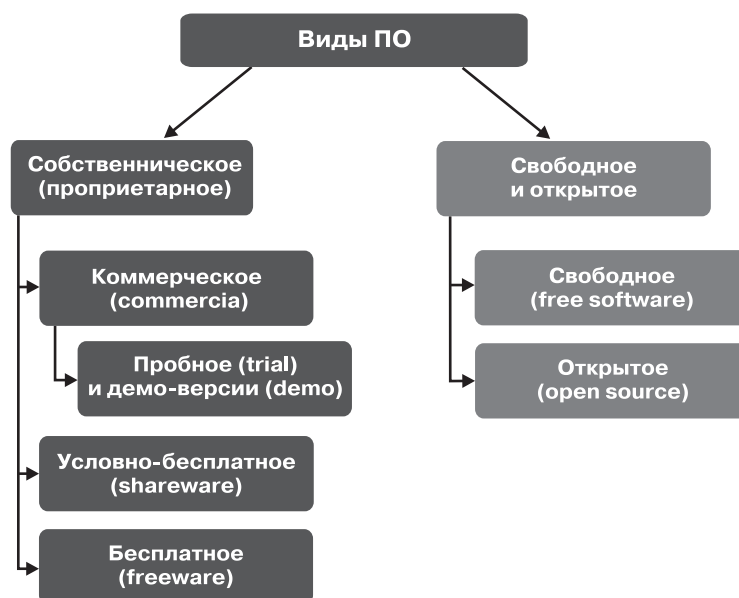 Виды ПО
Собственническое
(проприетарное)
Коммерческое
(commercia)
Пробное (trial)
и демо-версии (demo)
Условно-бесплатное
(shareware)
Бесплатное
(freeware)
Свободное
и открытое
Свободное
(free software)
Открытое
(open source)